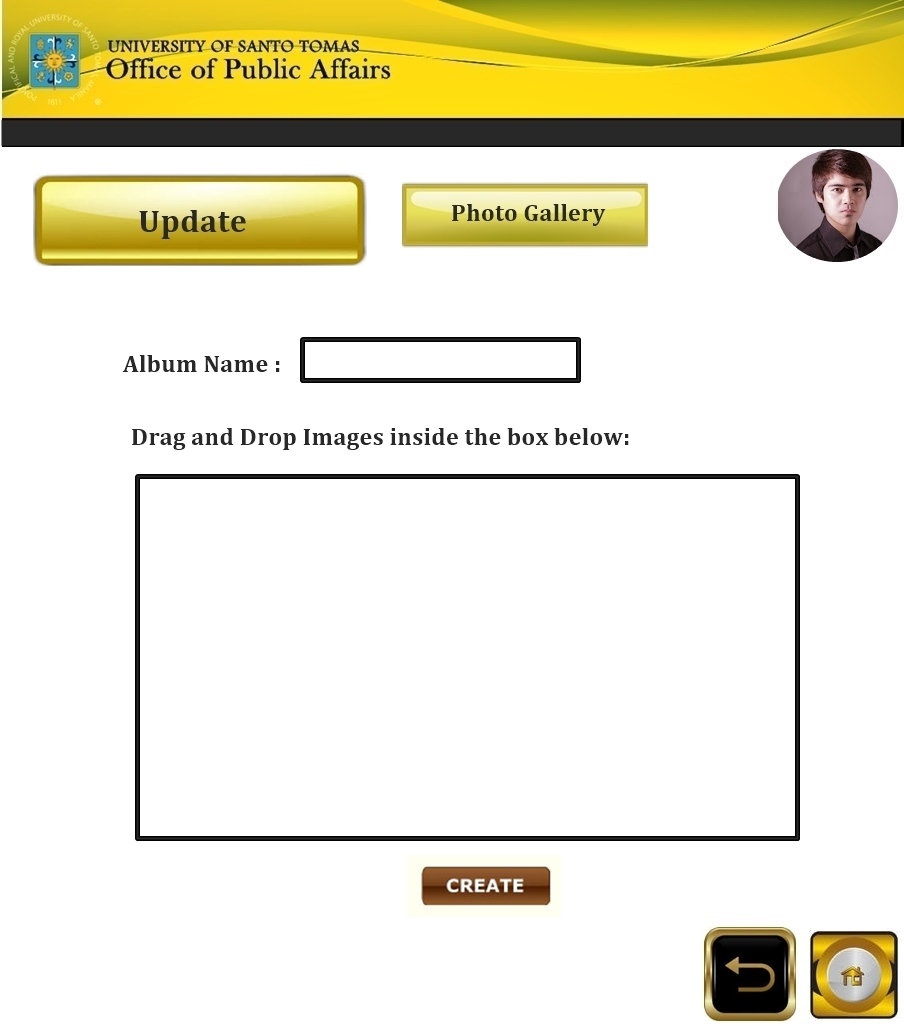 UNIVERSITY OF SANTO TOMAS
Office of Public Affairs
Update
Photo Gallery
Album Name :
Drag and Drop Images inside the box below:
CREATE